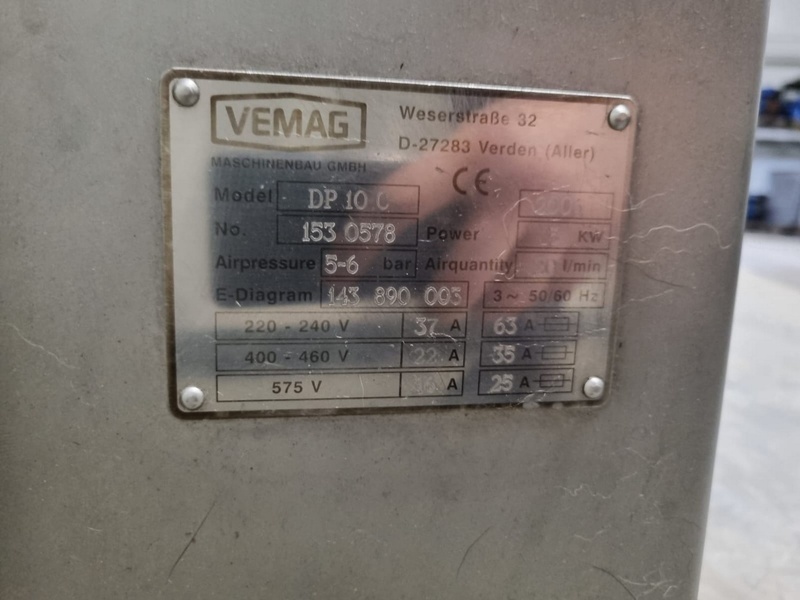 VEMAG
Weserstraße 32
D-27283 Verden (Aller)
MASCHINENBAU GMBH
CE
Model DP 10 C
No. 153 0578 Power KW
Airpressure 5-6 bar Airquantity l/min
E-Diagram 143 890 093 3~ 50/60 Hz
220 - 240 V 37 A 63 A
400 - 460 V 22 A 35 A
575 V A 25 A